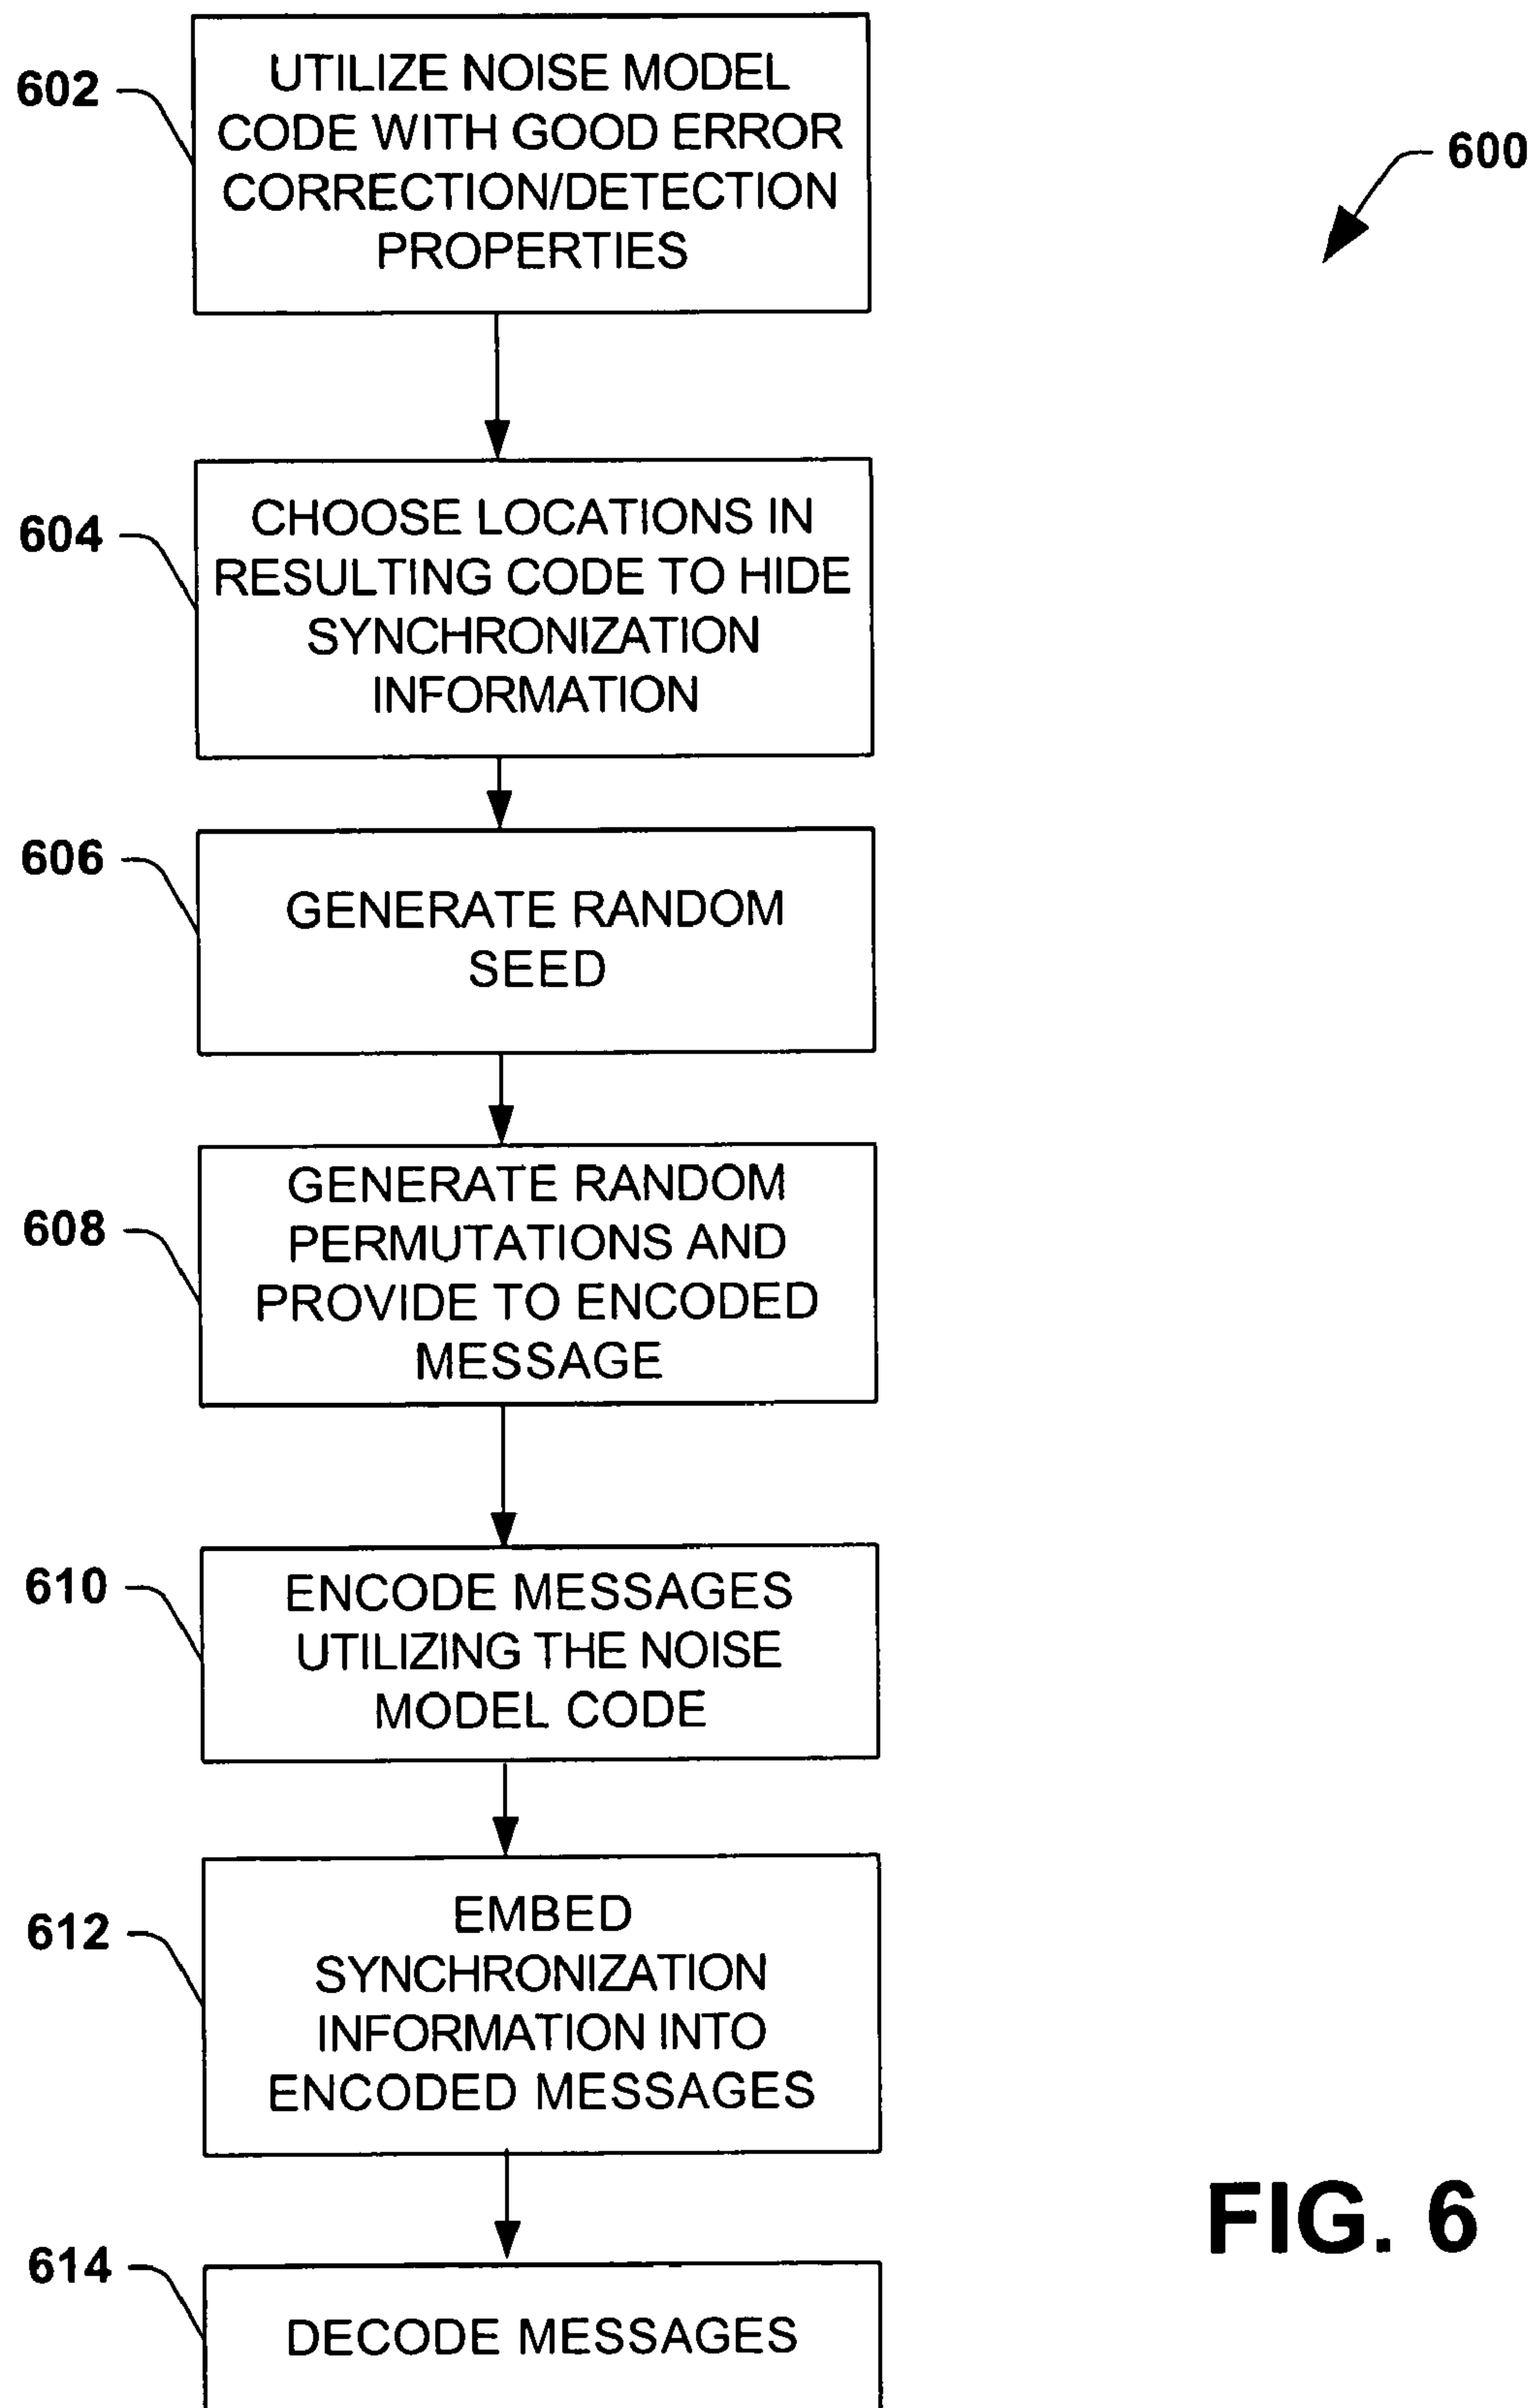 602
UTILIZE NOISE MODEL
CODE WITH GOOD ERROR
CORRECTION/DETECTION
PROPERTIES
600
604
CHOOSE LOCATIONS IN
RESULTING CODE TO HIDE
SYNCHRONIZATION
INFORMATION
606
GENERATE RANDOM
SEED
608
GENERATE RANDOM
PERMUTATIONS AND
PROVIDE TO ENCODED
MESSAGE
610
ENCODE MESSAGES
UTILIZING THE NOISE
MODEL CODE
612
EMBED
SYNCHRONIZATION
INFORMATION INTO
ENCODED MESSAGES
614
DECODE MESSAGES
FIG. 6